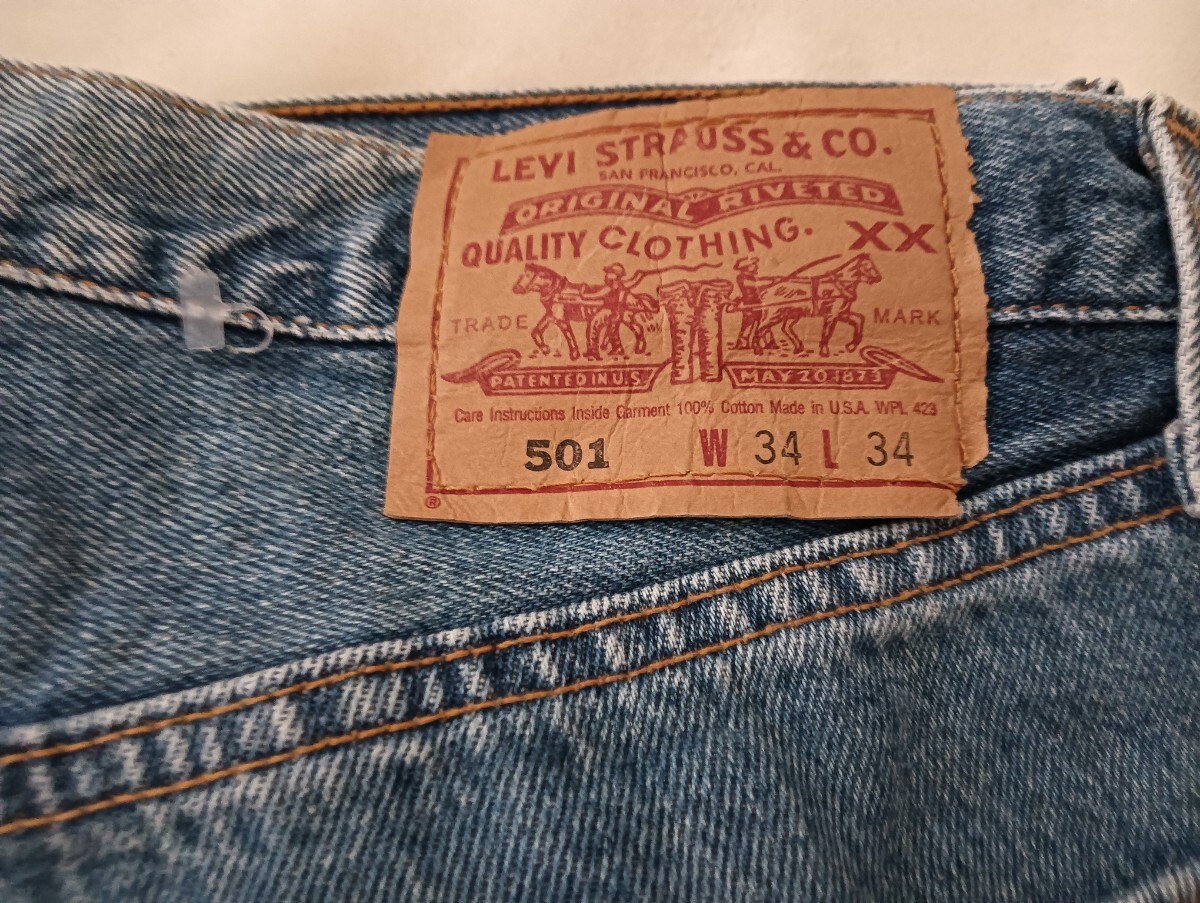 LEVI STRAUSS & CO.
SAN FRANCISCO, CAL.
ORIGINAL RIVETED
QUALITY CLOTHING. XX
TRADE MARK
PATENTED IN U.S. MAY 20 1873
Care Instructions Inside Garment 100% Cotton Made in U.S.A. WPL 423
501 W 34 L 34
®